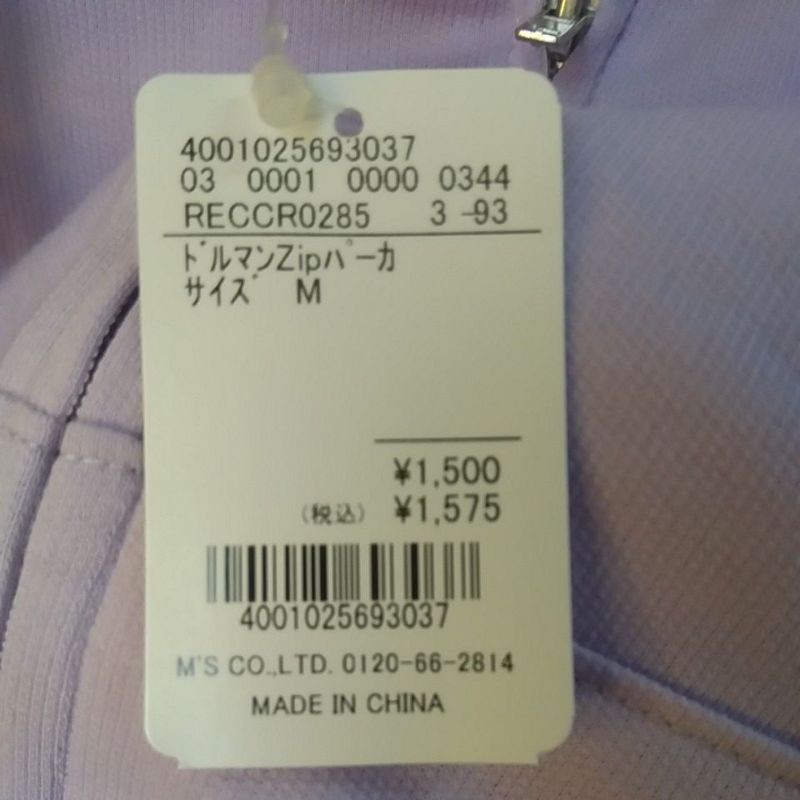 4001025693037
03 0001 0000 0344
RECCR0285 3-93
ドルマンZipパーカ
サイズ M
¥1,500
(税込) ¥1,575
4001025693037
M'S CO.,LTD. 0120-66-2814
MADE IN CHINA